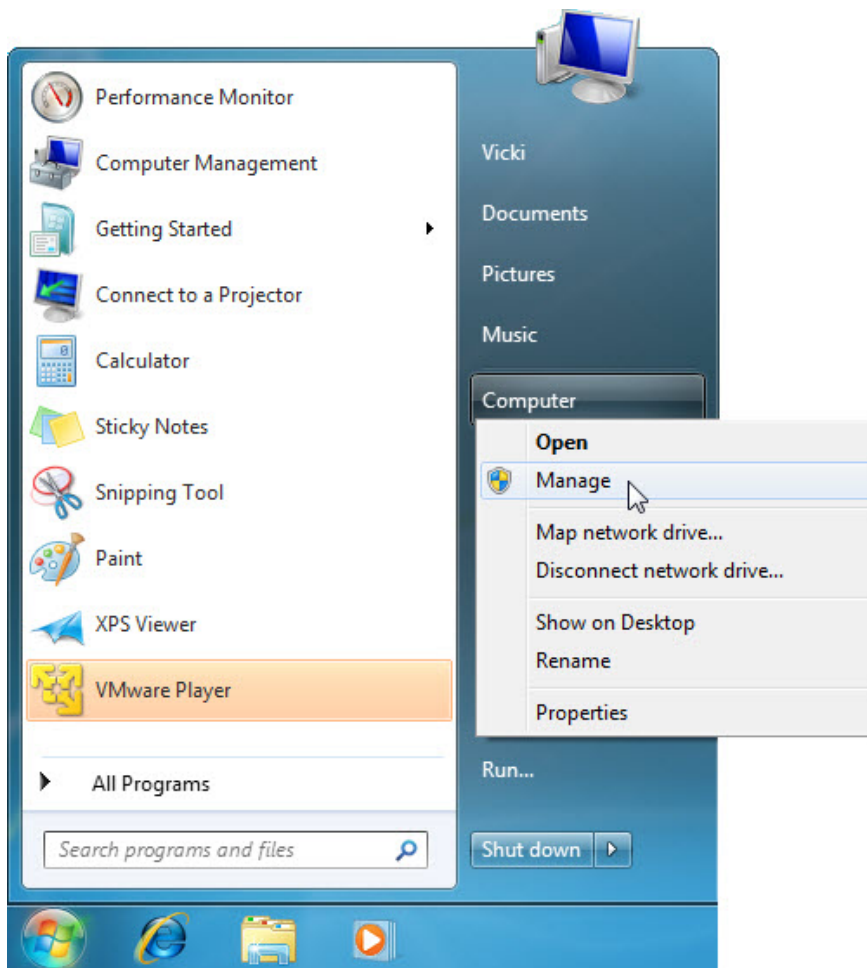 Performance Monitor
Computer Management
Getting Started
Connect to a Projector
Calculator
Sticky Notes
Snipping Tool
Paint
XPS Viewer
VMware Player
All Programs
Search programs and files
Vicki
Documents
Pictures
Music
Computer
Open
Manage
Map network drive...
Disconnect network drive...
Show on Desktop
Rename
Properties
Run...
Shut down